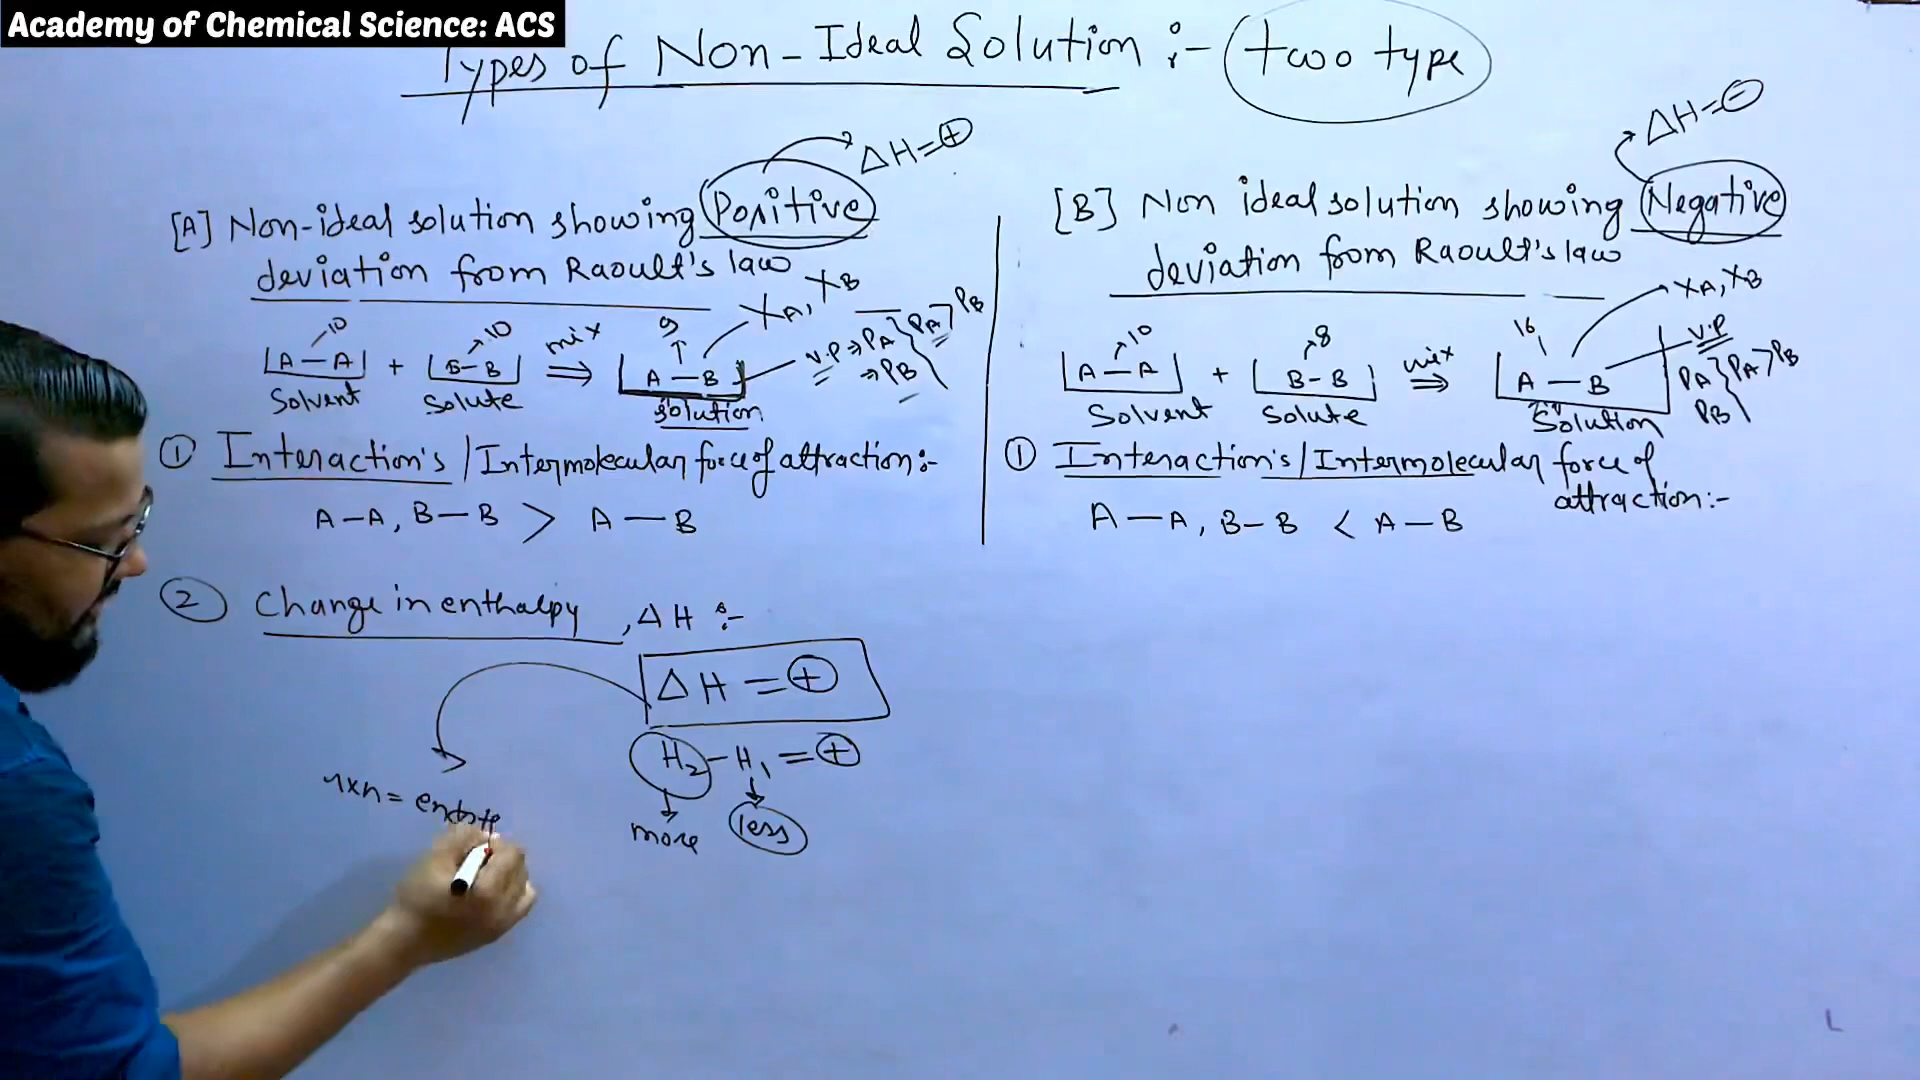 Academy of Chemical Science: ACS
Types of Non-Ideal Solution :- two type
ΔH=⊕
[A] Non-ideal solution showing Positive
deviation from Raoult's law
XA, XB
10 10 mix 9
A — A + B — B ⇒ A — B
V.P ⇒ PA PA > PB
⇒ PB
Solvent Solute Solution
① Interaction's / Intermolecular force of attraction :-
A — A, B — B > A — B
② Change in enthalpy, ΔH :-
ΔH = ⊕
H2 - H1 = ⊕
more less
rxn =
ΔH=⊖
[B] Non ideal solution showing Negative
deviation from Raoult's law
XA, XB
10 8 mix 16
A — A + B - B ⇒ A — B
V.P
PA PA > PB
PB
Solvent Solute Solution
① Interaction's / Intermolecular force of
attraction :-
A — A, B - B < A — B